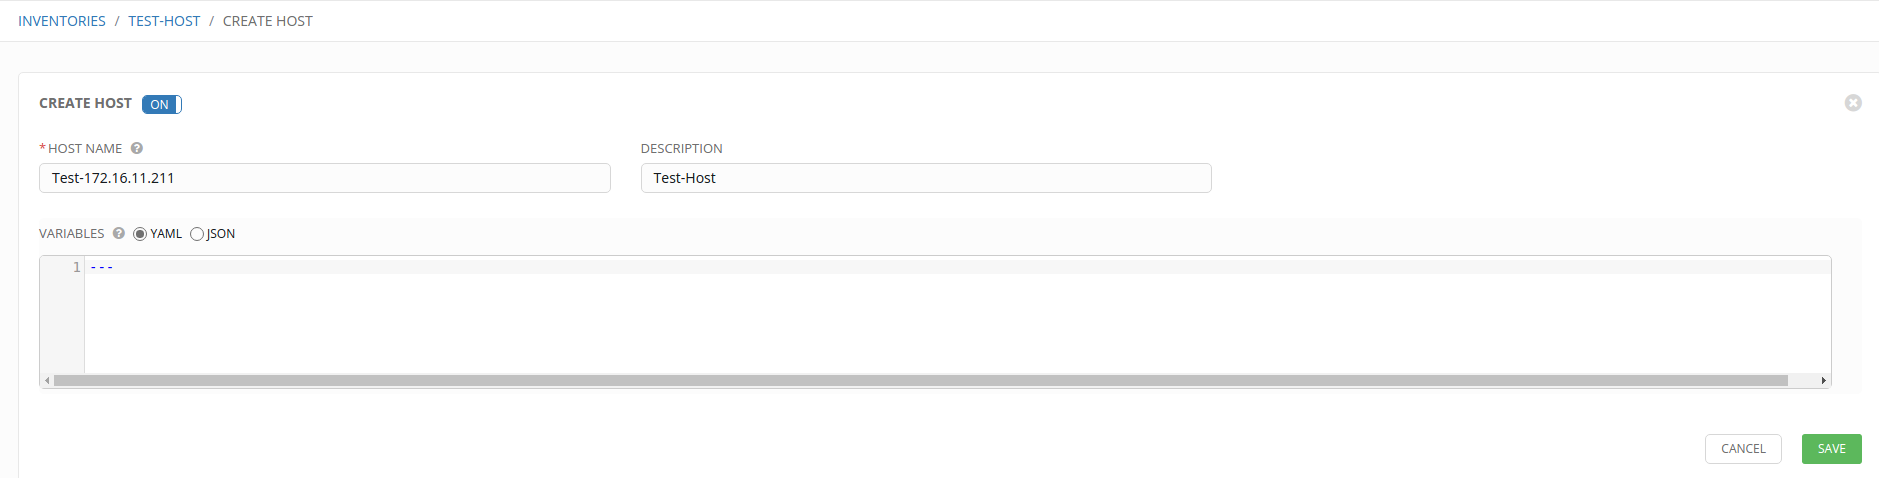 INVENTORIES / TEST-HOST / CREATE HOST
CREATE HOST ON
* HOST NAME ?
DESCRIPTION
Test-172.16.11.211
Test-Host
VARIABLES ? YAML JSON
1 ---
CANCEL SAVE